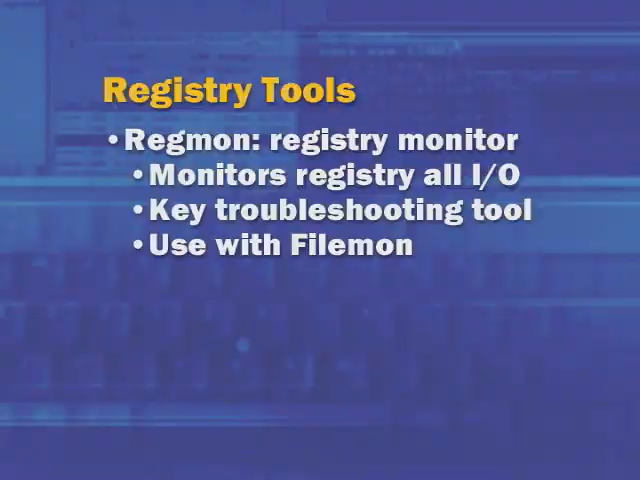 Registry Tools
•Regmon: registry monitor
•Monitors registry all I/O
•Key troubleshooting tool
•Use with Filemon